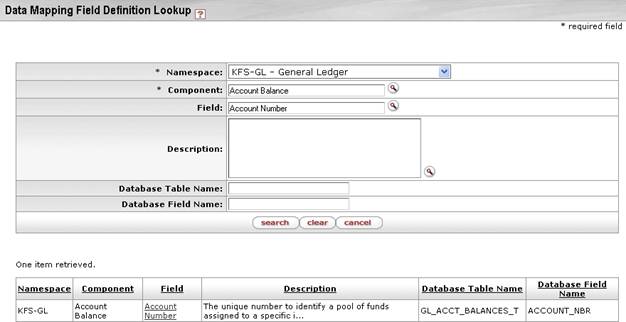 Data Mapping Field Definition Lookup ?
* required field
* Namespace: KFS-GL - General Ledger
* Component: Account Balance
Field: Account Number
Description:
Database Table Name:
Database Field Name:
search clear cancel
One item retrieved.
Namespace Component Field Description Database Table Name Database Field Name
KFS-GL Account Balance Account Number The unique number to identify a pool of funds assigned to a specific i... GL_ACCT_BALANCES_T ACCOUNT_NBR